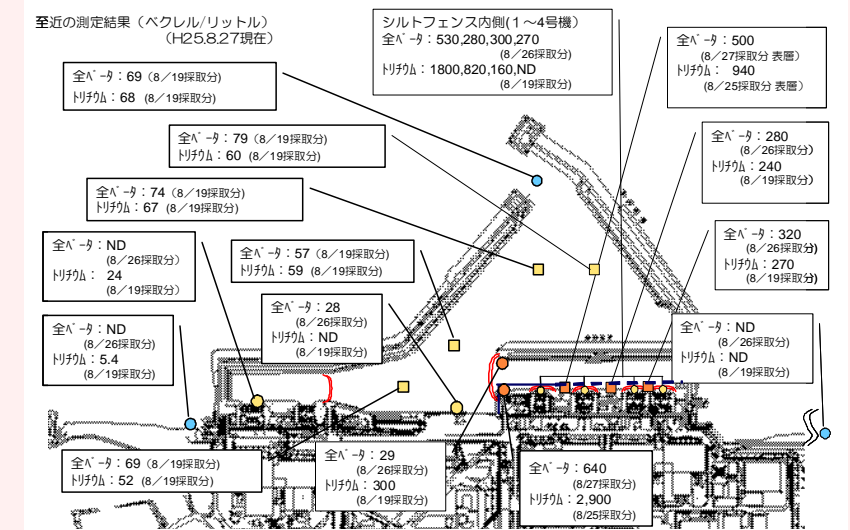 至近の測定結果（ベクレル/リットル）
（H25.8.27現在）
シルトフェンス内側(１～4号機）
全ﾍﾞｰﾀ：530,280,300,270
(8／26採取分)
ﾄﾘﾁｳﾑ：1800,820,160,ND
(8／19採取分)
全ﾍﾞｰﾀ：500
(8／27採取分 表層）
ﾄﾘﾁｳﾑ： 940
(8／25採取分 表層）
全ﾍﾞｰﾀ：69（8／19採取分)
ﾄﾘﾁｳﾑ：68 （8／19採取分)
全ﾍﾞｰﾀ：79（8／19採取分)
ﾄﾘﾁｳﾑ：60（8／19採取分)
全ﾍﾞｰﾀ：280
(8／26採取分）
ﾄﾘﾁｳﾑ：240
(8／19採取分）
全ﾍﾞｰﾀ：74（8／19採取分)
ﾄﾘﾁｳﾑ：67（8／19採取分)
全ﾍﾞｰﾀ：320
(8／26採取分)
ﾄﾘﾁｳﾑ：270
(8／19採取分)
全ﾍﾞｰﾀ：ND
(8／26採取分)
ﾄﾘﾁｳﾑ： 24
(8／19採取分）
全ﾍﾞｰﾀ：57（8／19採取分)
ﾄﾘﾁｳﾑ：59（8／19採取分)
全ﾍﾞｰﾀ：28
(8／26採取分)
ﾄﾘﾁｳﾑ：ND
(8／19採取分)
全ﾍﾞｰﾀ：ND
(8／26採取分)
ﾄﾘﾁｳﾑ：5.4
(8／19採取分)
全ﾍﾞｰﾀ：ND
(8／26採取分)
ﾄﾘﾁｳﾑ：ND
(8／19採取分)
全ﾍﾞｰﾀ：69（8／19採取分)
ﾄﾘﾁｳﾑ：52（8／19採取分)
全ﾍﾞｰﾀ：29
(8／26採取分)
ﾄﾘﾁｳﾑ：300
(8／19採取分)
全ﾍﾞｰﾀ：640
(8/27採取分)
ﾄﾘﾁｳﾑ：2,900
(8/25採取分)